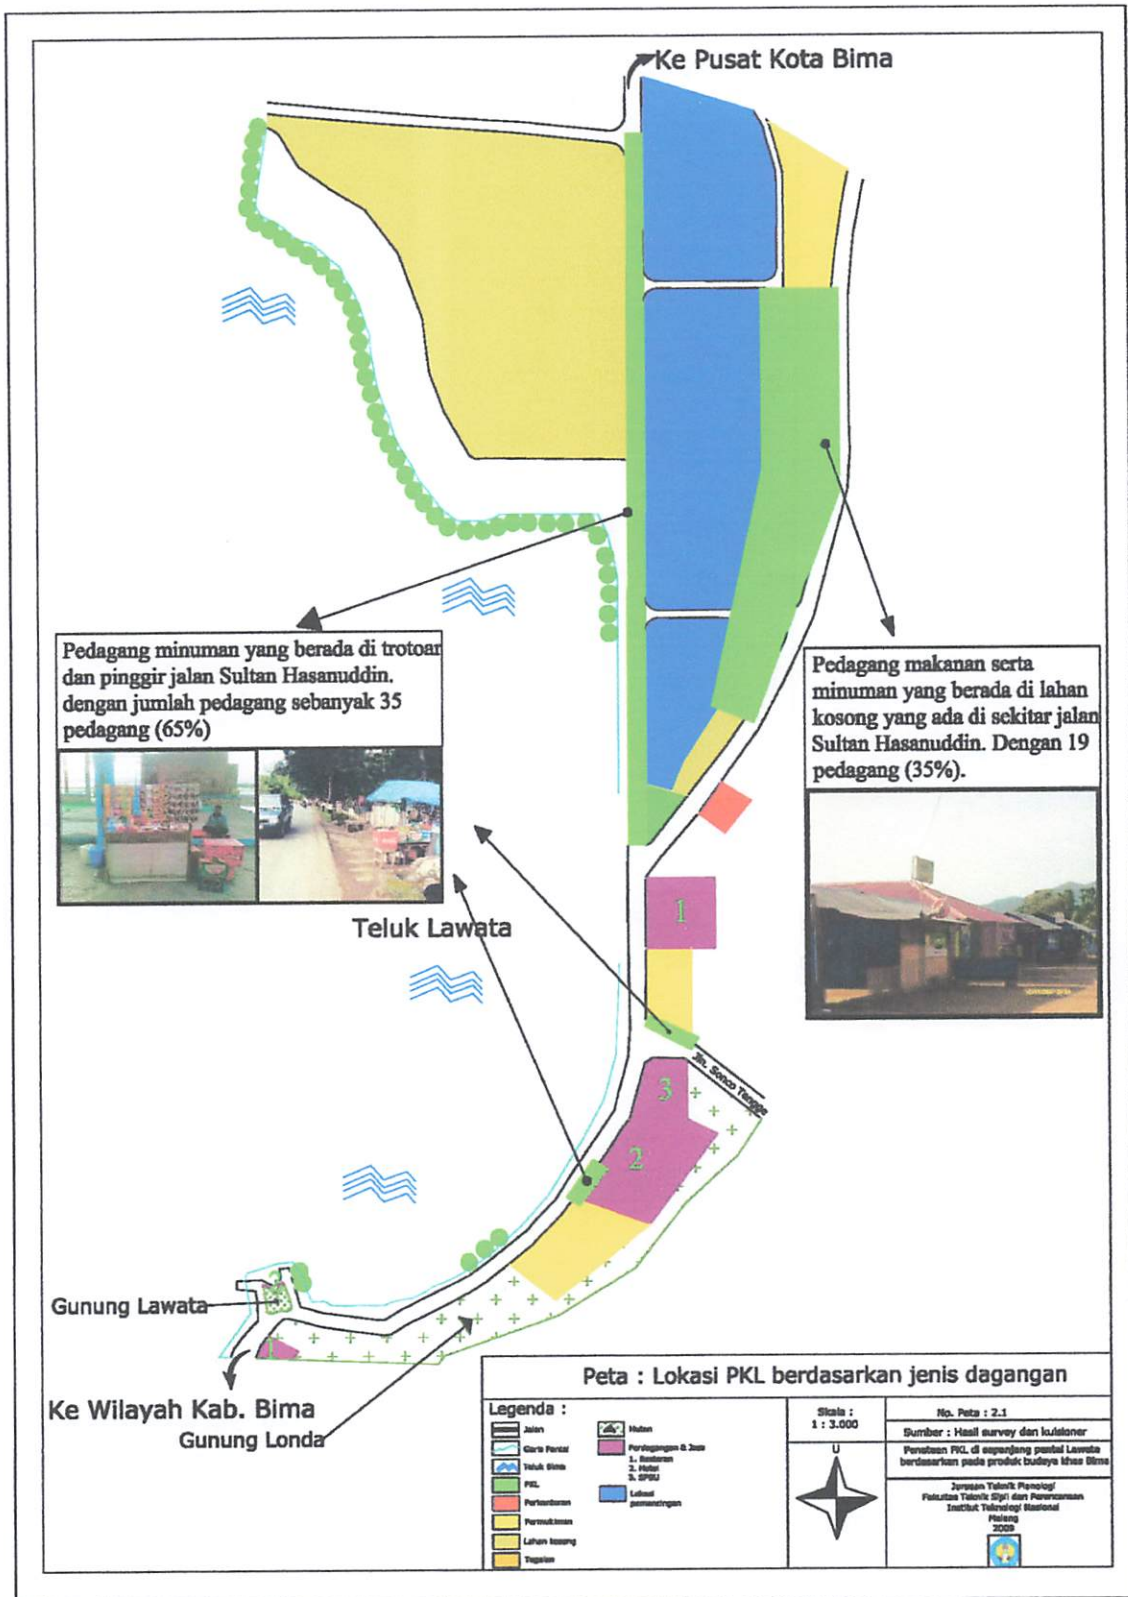 Ke Pusat Kota Bima
Pedagang minuman yang berada di trotoar
dan pinggir jalan Sultan Hasanuddin.
dengan jumlah pedagang sebanyak 35
pedagang (65%)
Pedagang makanan serta
minuman yang berada di lahan
kosong yang ada di sekitar jalan
Sultan Hasanuddin. Dengan 19
pedagang (35%).
Teluk Lawata
1
Jln. Sonco Tengge
3
2
Gunung Lawata
1
Ke Wilayah Kab. Bima
Gunung Londa
Peta : Lokasi PKL berdasarkan jenis dagangan
Legenda :
Jalan
Garis Pantai
Teluk Bima
PKL
Perkantoran
Permukiman
Lahan kosong
Tegalan
Hutan
Perdagangan & Jasa
1. Restoran
2. Hotel
3. SPBU
Lokasi
pemancingan
Skala :
1 : 3.000
U
No. Peta : 2.1
Sumber : Hasil survey dan kuisioner
Penataan PKL di sepanjang pantai Lawata
berdasarkan pada produk budaya khas Bima
Jurusan Teknik Planologi
Fakultas Teknik Sipil dan Perencanaan
Institut Teknologi Nasional
Malang
2009